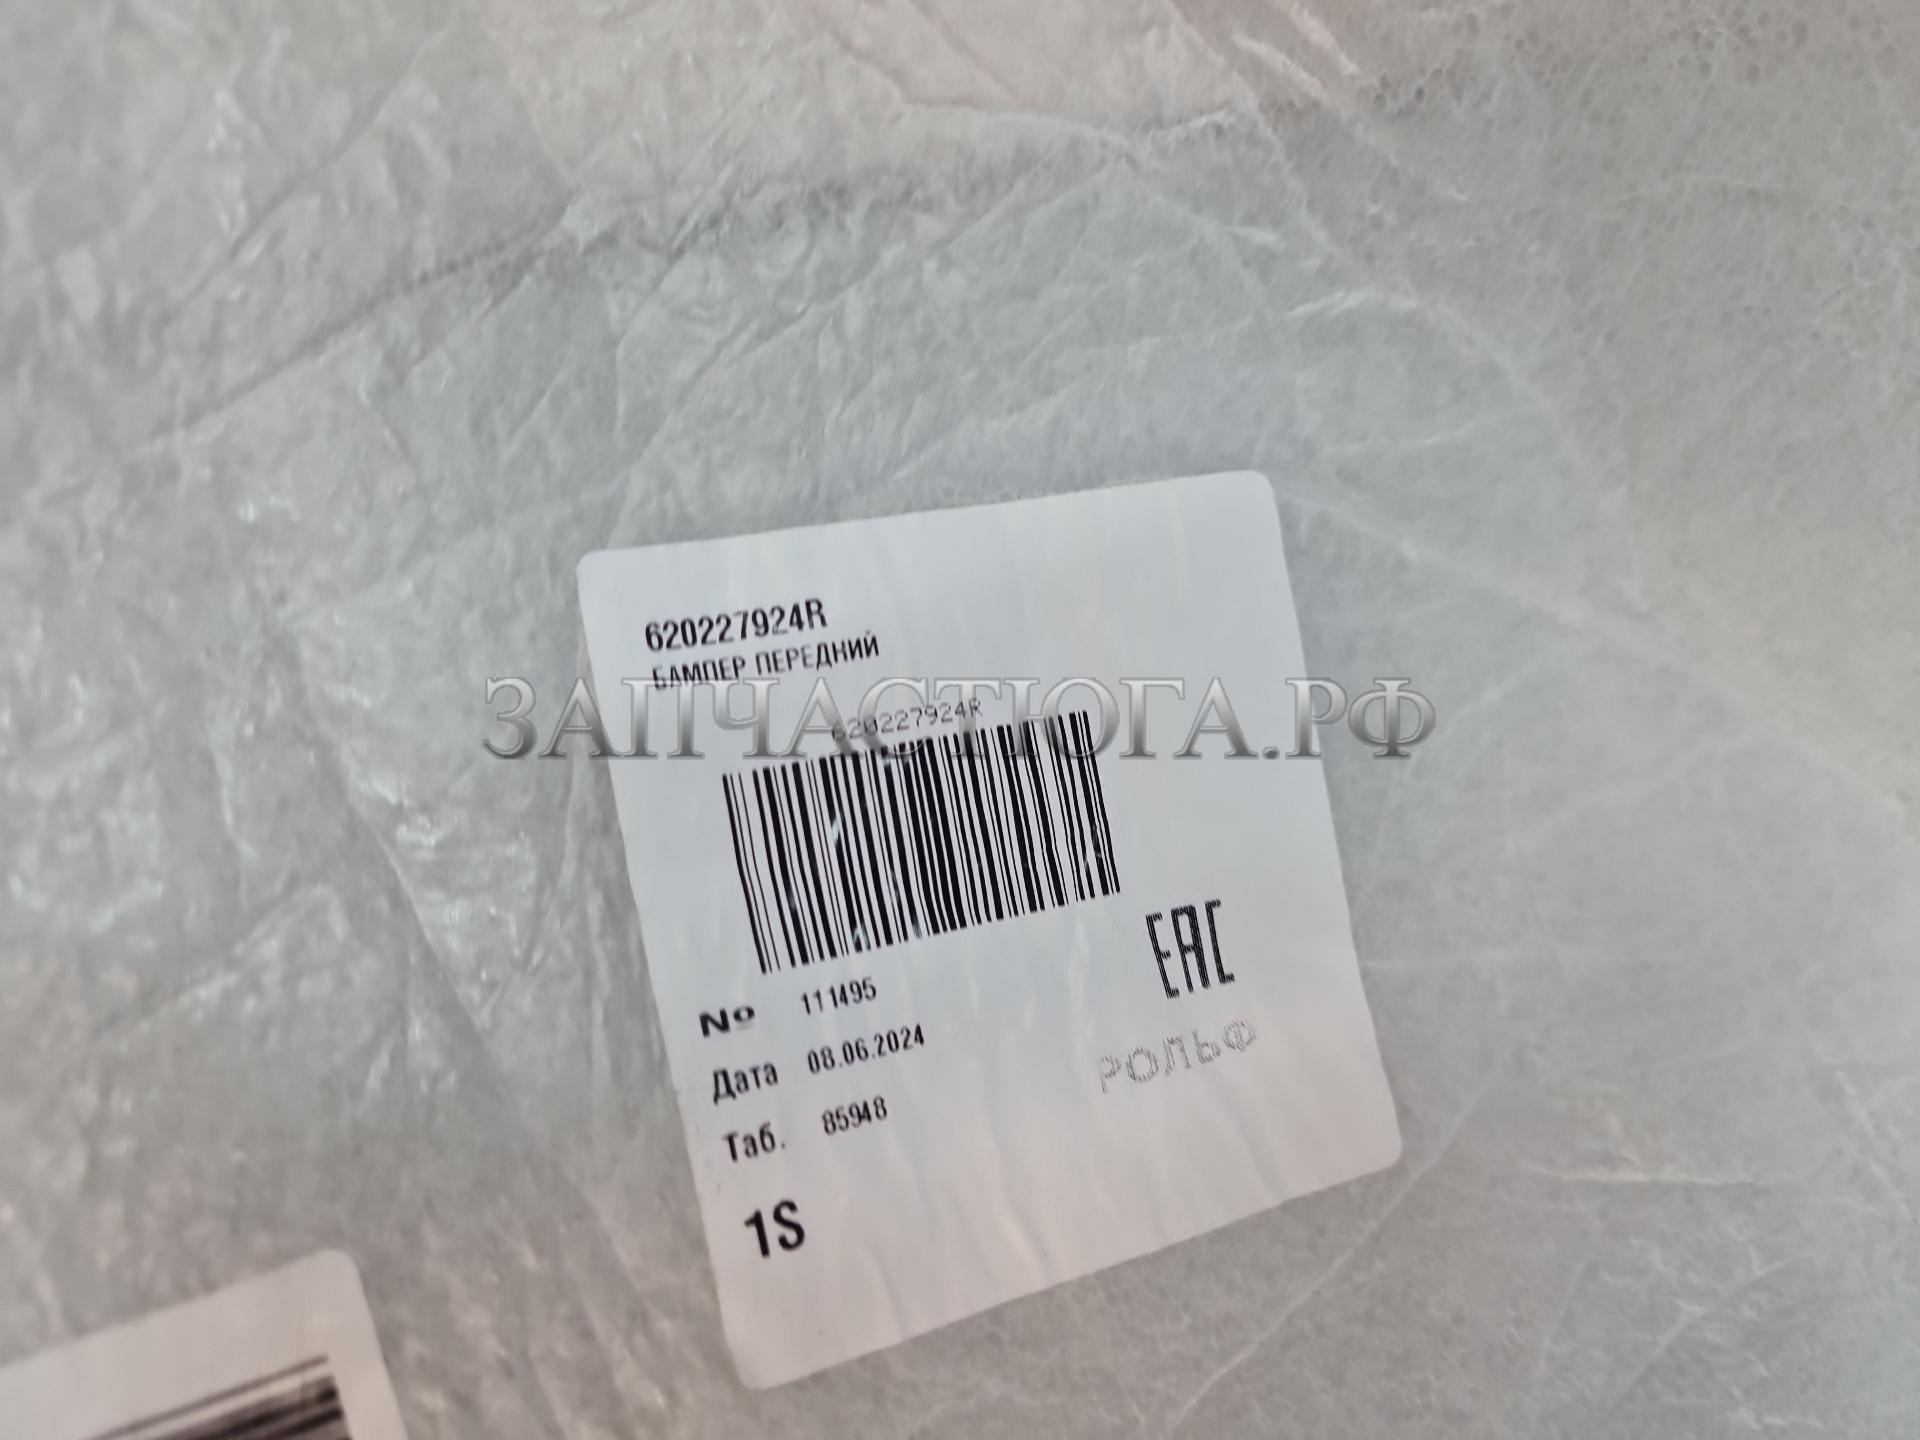 620227924R
БАМПЕР ПЕРЕДНИЙ
ЗАПЧАСТЮГА.РФ
620227924R
№ 111495
Дата 08.06.2024
Таб. 85948
1S
EAC
РОЛЬФ